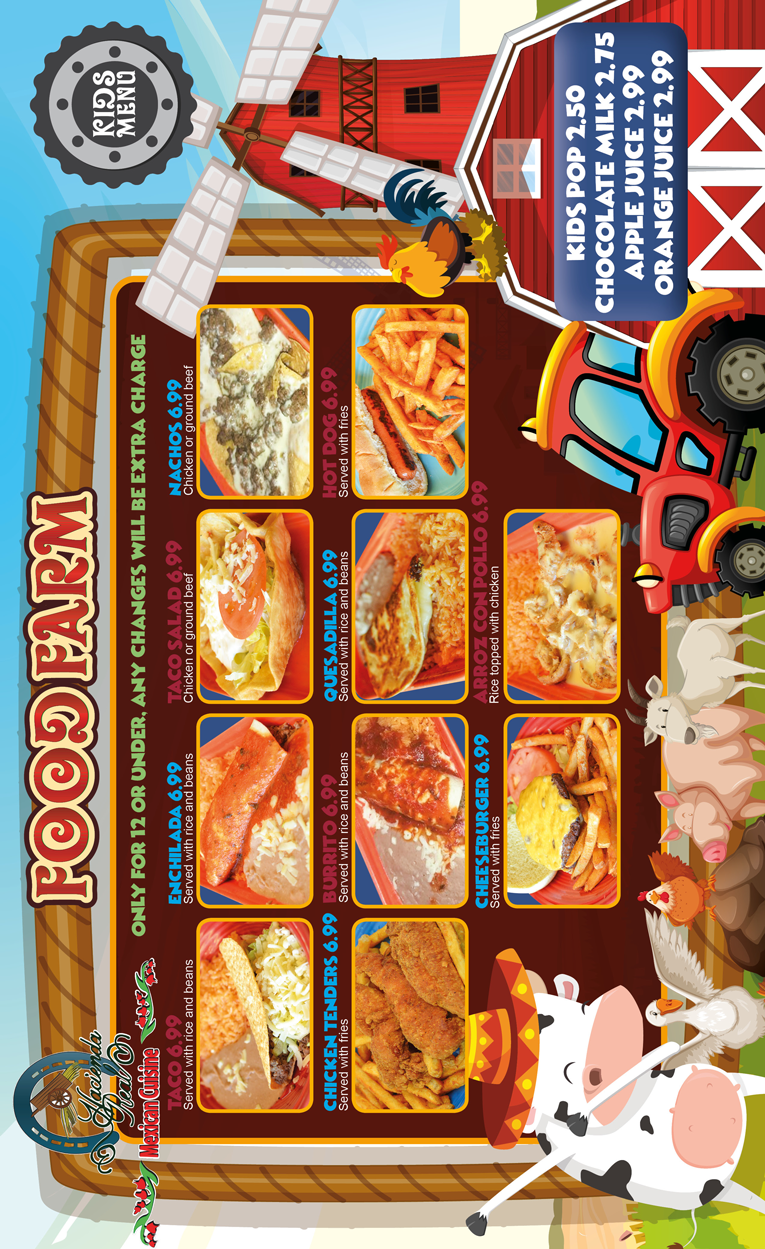 Hacienda
Real
Mexican Cuisine
FOOD FARM
KIDS
MENU
ONLY FOR 12 OR UNDER, ANY CHANGES WILL BE EXTRA CHARGE
TACO 6.99
Served with rice and beans
ENCHILADA 6.99
Served with rice and beans
TACO SALAD 6.99
Chicken or ground beef
NACHOS 6.99
Chicken or ground beef
CHICKEN TENDERS 6.99
Served with fries
BURRITO 6.99
Served with rice and beans
QUESADILLA 6.99
Served with rice and beans
HOT DOG 6.99
Served with fries
CHEESEBURGER 6.99
Served with fries
ARROZ CON POLLO 6.99
Rice topped with chicken
KIDS POP 2.50
CHOCOLATE MILK 2.75
APPLE JUICE 2.99
ORANGE JUICE 2.99